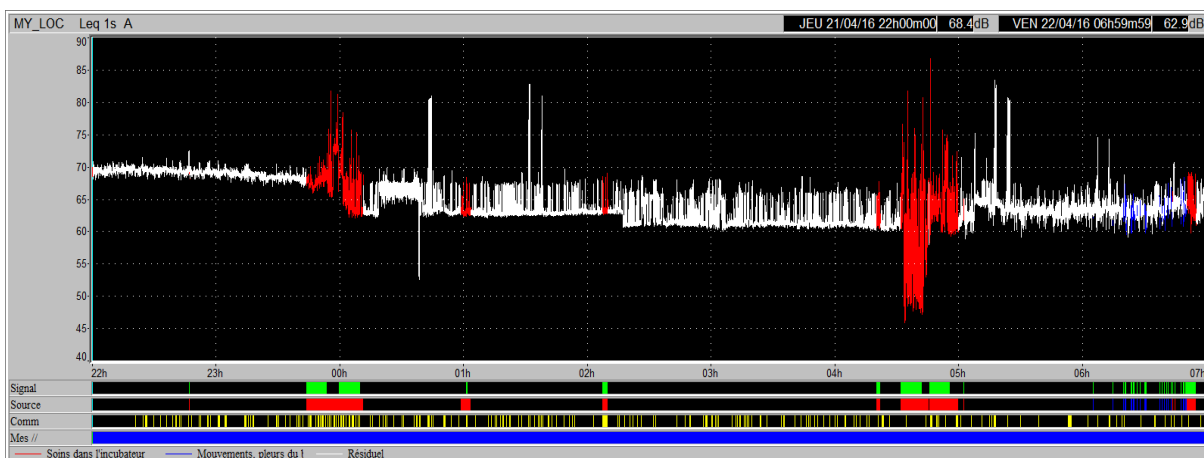 MY_LOC Leq 1s A JEU 21/04/16 22h00m00 68.4dB VEN 22/04/16 06h59m59 62.9dB
90
85
80
75
70
65
60
55
50
45
40
22h 23h 00h 01h 02h 03h 04h 05h 06h 07h
Signal
Source
Comm
Mes //
Soins dans l'incubateur Mouvements, pleurs du l Résiduel